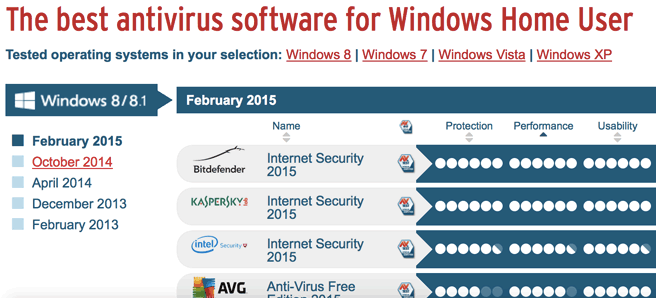 The best antivirus software for Windows Home User
Tested operating systems in your selection: Windows 8 | Windows 7 | Windows Vista | Windows XP
Windows 8/8.1
February 2015
October 2014
April 2014
December 2013
February 2013
February 2015
Name
Protection
Performance
Usability
Bitdefender
Internet Security
2015
KASPERSKY
Internet Security
2015
intel Security
Internet Security
2015
AVG
Anti-Virus Free
Edition 2015